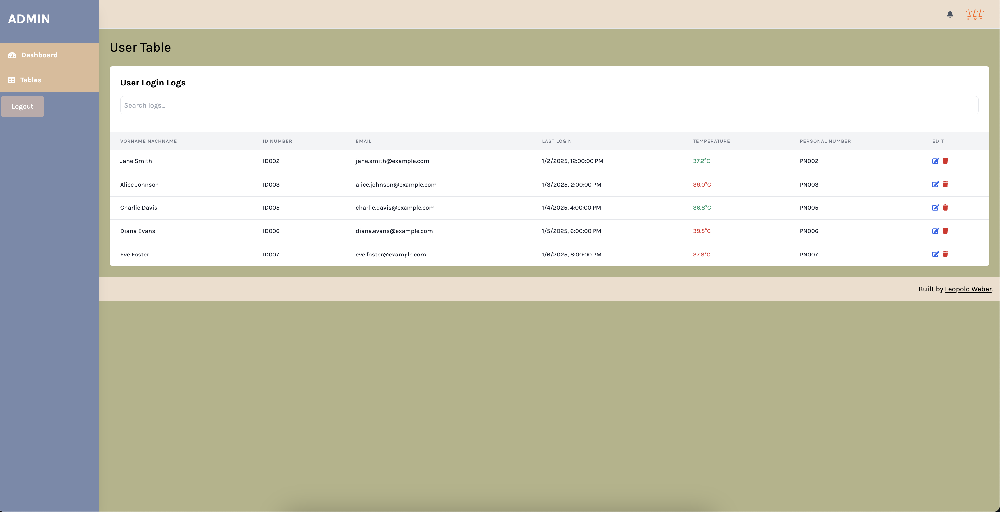 ADMIN
Dashboard
Tables
Logout
User Table
User Login Logs
Search logs...
VORNAME NACHNAME ID NUMBER EMAIL LAST LOGIN TEMPERATURE PERSONAL NUMBER EDIT
Jane Smith ID002 jane.smith@example.com 1/2/2025, 12:00:00 PM 37.2°C PN002
Alice Johnson ID003 alice.johnson@example.com 1/3/2025, 2:00:00 PM 39.0°C PN003
Charlie Davis ID005 charlie.davis@example.com 1/4/2025, 4:00:00 PM 36.8°C PN005
Diana Evans ID006 diana.evans@example.com 1/5/2025, 6:00:00 PM 39.5°C PN006
Eve Foster ID007 eve.foster@example.com 1/6/2025, 8:00:00 PM 37.8°C PN007
Built by Leopold Weber.